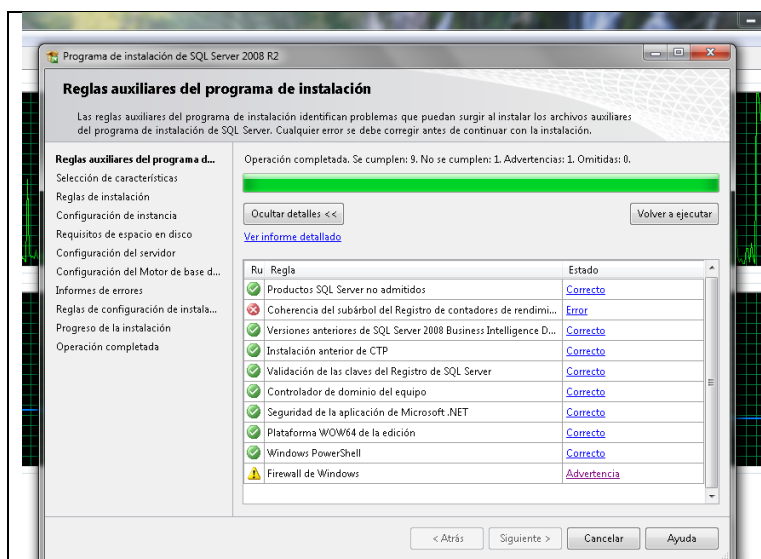 Programa de instalación de SQL Server 2008 R2
Reglas auxiliares del programa de instalación
Las reglas auxiliares del programa de instalación identifican problemas que puedan surgir al instalar los archivos auxiliares
del programa de instalación de SQL Server. Cualquier error se debe corregir antes de continuar con la instalación.
Reglas auxiliares del programa d...
Selección de características
Reglas de instalación
Configuración de instancia
Requisitos de espacio en disco
Configuración del servidor
Configuración del Motor de base d...
Informes de errores
Reglas de configuración de instala...
Progreso de la instalación
Operación completada
Operación completada. Se cumplen: 9. No se cumplen: 1. Advertencias: 1. Omitidas: 0.
Ocultar detalles << Volver a ejecutar
Ver informe detallado
Ru Regla Estado
Productos SQL Server no admitidos Correcto
Coherencia del subárbol del Registro de contadores de rendimi... Error
Versiones anteriores de SQL Server 2008 Business Intelligence D... Correcto
Instalación anterior de CTP Correcto
Validación de las claves del Registro de SQL Server Correcto
Controlador de dominio del equipo Correcto
Seguridad de la aplicación de Microsoft .NET Correcto
Plataforma WOW64 de la edición Correcto
Windows PowerShell Correcto
Firewall de Windows Advertencia
< Atrás Siguiente > Cancelar Ayuda